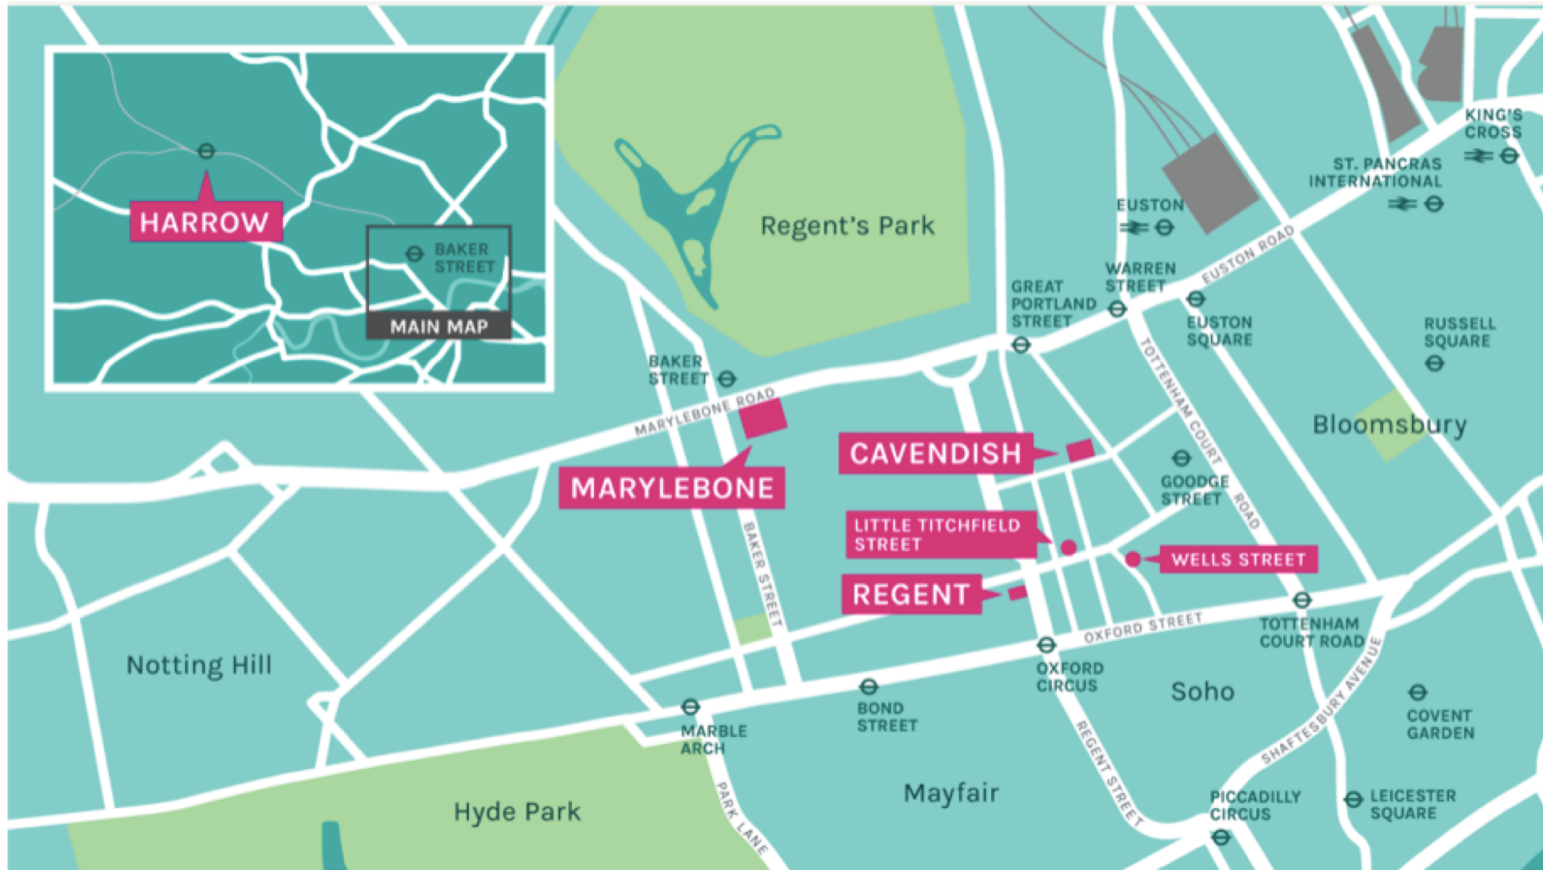 HARROW
BAKER
STREET
MAIN MAP
Regent's Park
KING'S
CROSS
ST. PANCRAS
INTERNATIONAL
EUSTON
EUSTON ROAD
WARREN
STREET
GREAT
PORTLAND
STREET
EUSTON
SQUARE
RUSSELL
SQUARE
BAKER
STREET
MARYLEBONE ROAD
TOTTENHAM COURT ROAD
Bloomsbury
CAVENDISH
MARYLEBONE
GOODGE
STREET
LITTLE TITCHFIELD
STREET
WELLS STREET
REGENT
BAKER STREET
OXFORD STREET
TOTTENHAM
COURT ROAD
Notting Hill
OXFORD
CIRCUS
Soho
SHAFTESBURY AVENUE
BOND
STREET
COVENT
GARDEN
MARBLE
ARCH
REGENT STREET
Hyde Park
PARK LANE
Mayfair
PICCADILLY
CIRCUS
LEICESTER
SQUARE